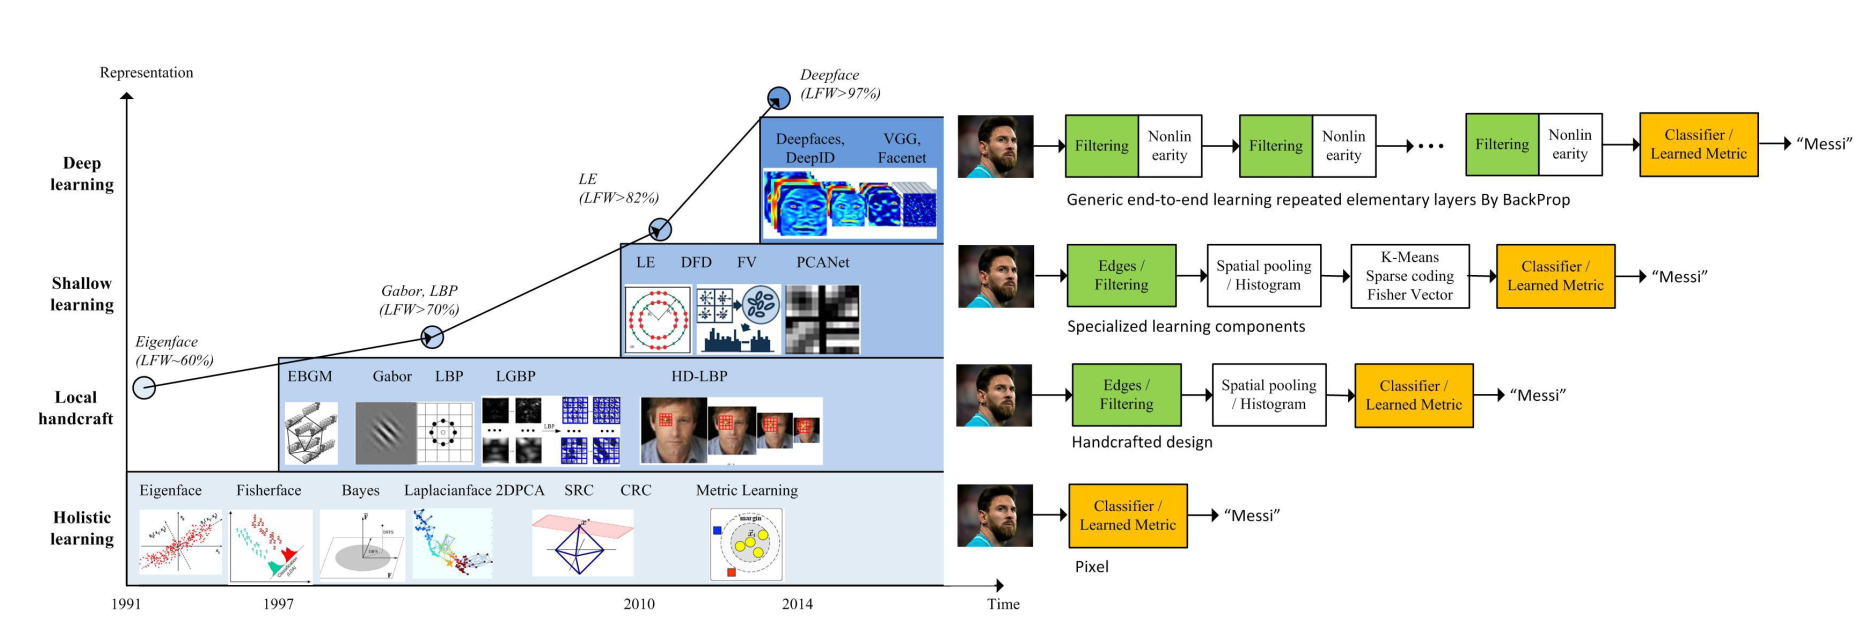 Representation
Deepface
(LFW>97%)
Deep
learning
Deepfaces,
DeepID
VGG,
Facenet
LE
(LFW>82%)
Shallow
learning
LE DFD FV PCANet
Gabor, LBP
(LFW>70%)
Eigenface
(LFW~60%)
Local
handcraft
EBGM Gabor LBP LGBP HD-LBP
LBP
Holistic
learning
Eigenface Fisherface Bayes Laplacianface 2DPCA SRC CRC Metric Learning
margin
1991 1997 2010 2014 Time
Filtering
Nonlin
earity
Filtering
Nonlin
earity
Filtering
Nonlin
earity
Classifier /
Learned Metric
“Messi”
Generic end-to-end learning repeated elementary layers By BackProp
Edges /
Filtering
Spatial pooling
/ Histogram
K-Means
Sparse coding
Fisher Vector
Classifier /
Learned Metric
“Messi”
Specialized learning components
Edges /
Filtering
Spatial pooling
/ Histogram
Classifier /
Learned Metric
“Messi”
Handcrafted design
Classifier /
Learned Metric
“Messi”
Pixel